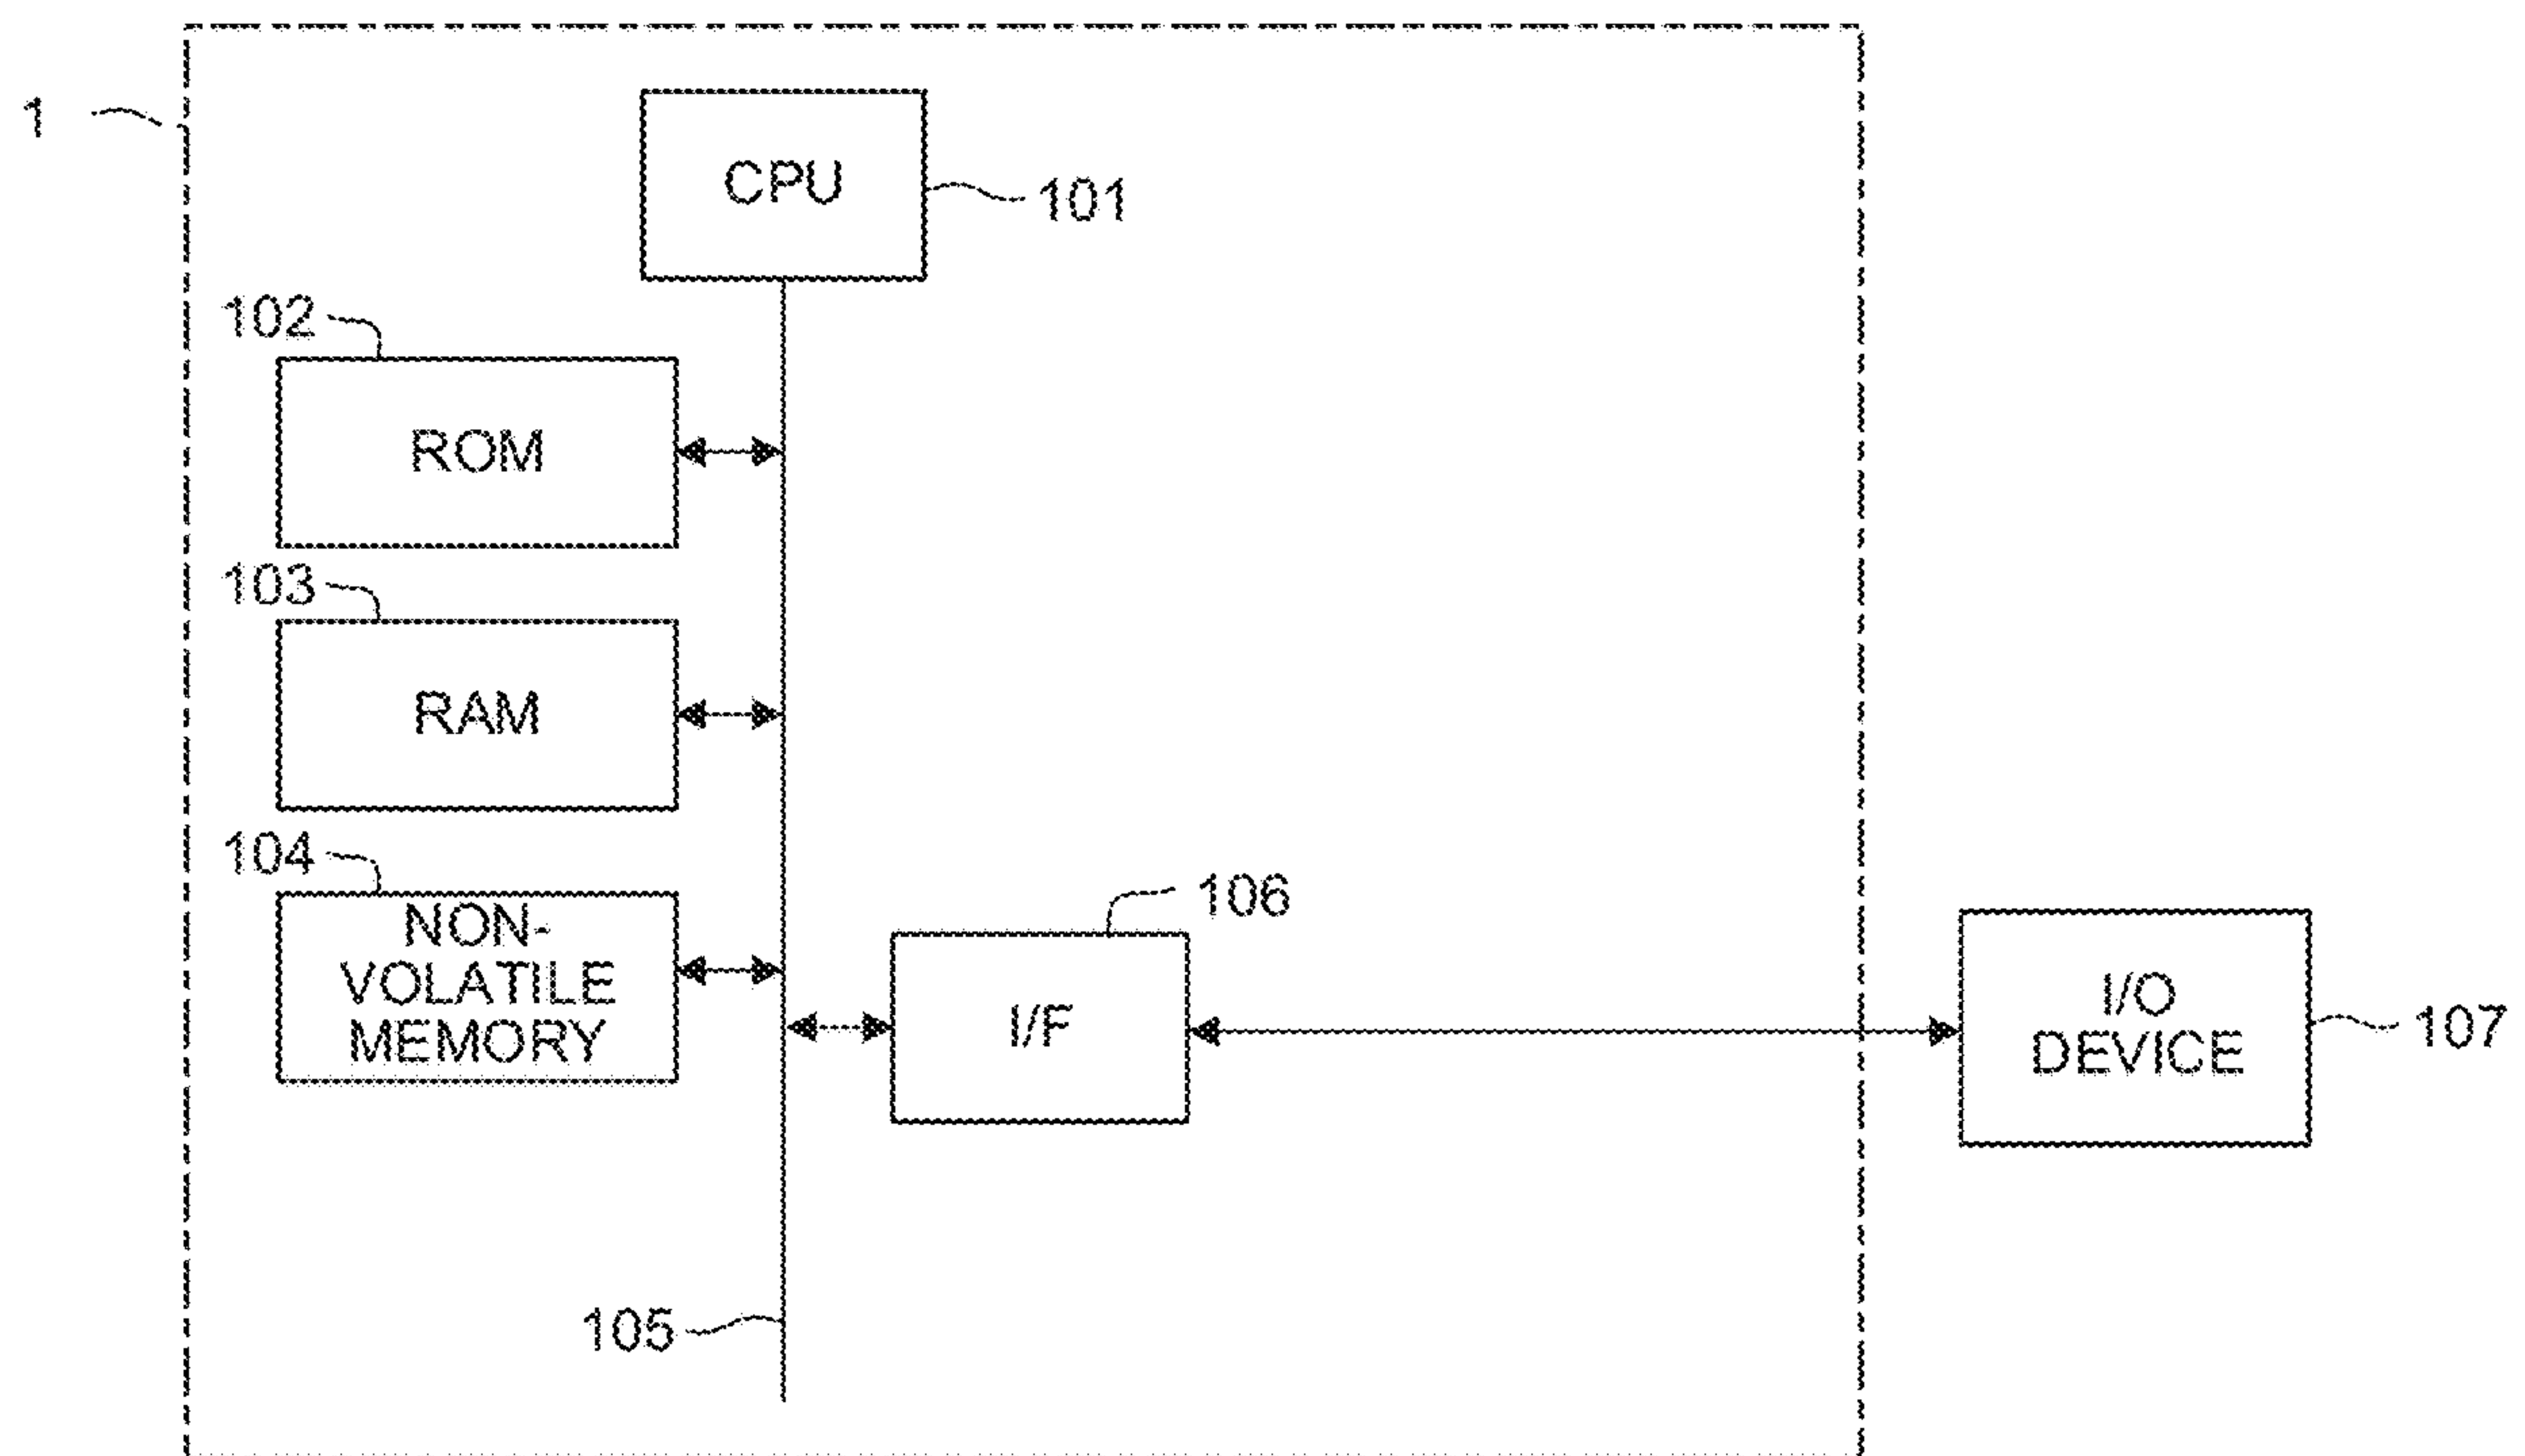 1
CPU
101
102
ROM
103
RAM
104
NON-
VOLATILE
MEMORY
106
I/F
I/O
DEVICE
107
105